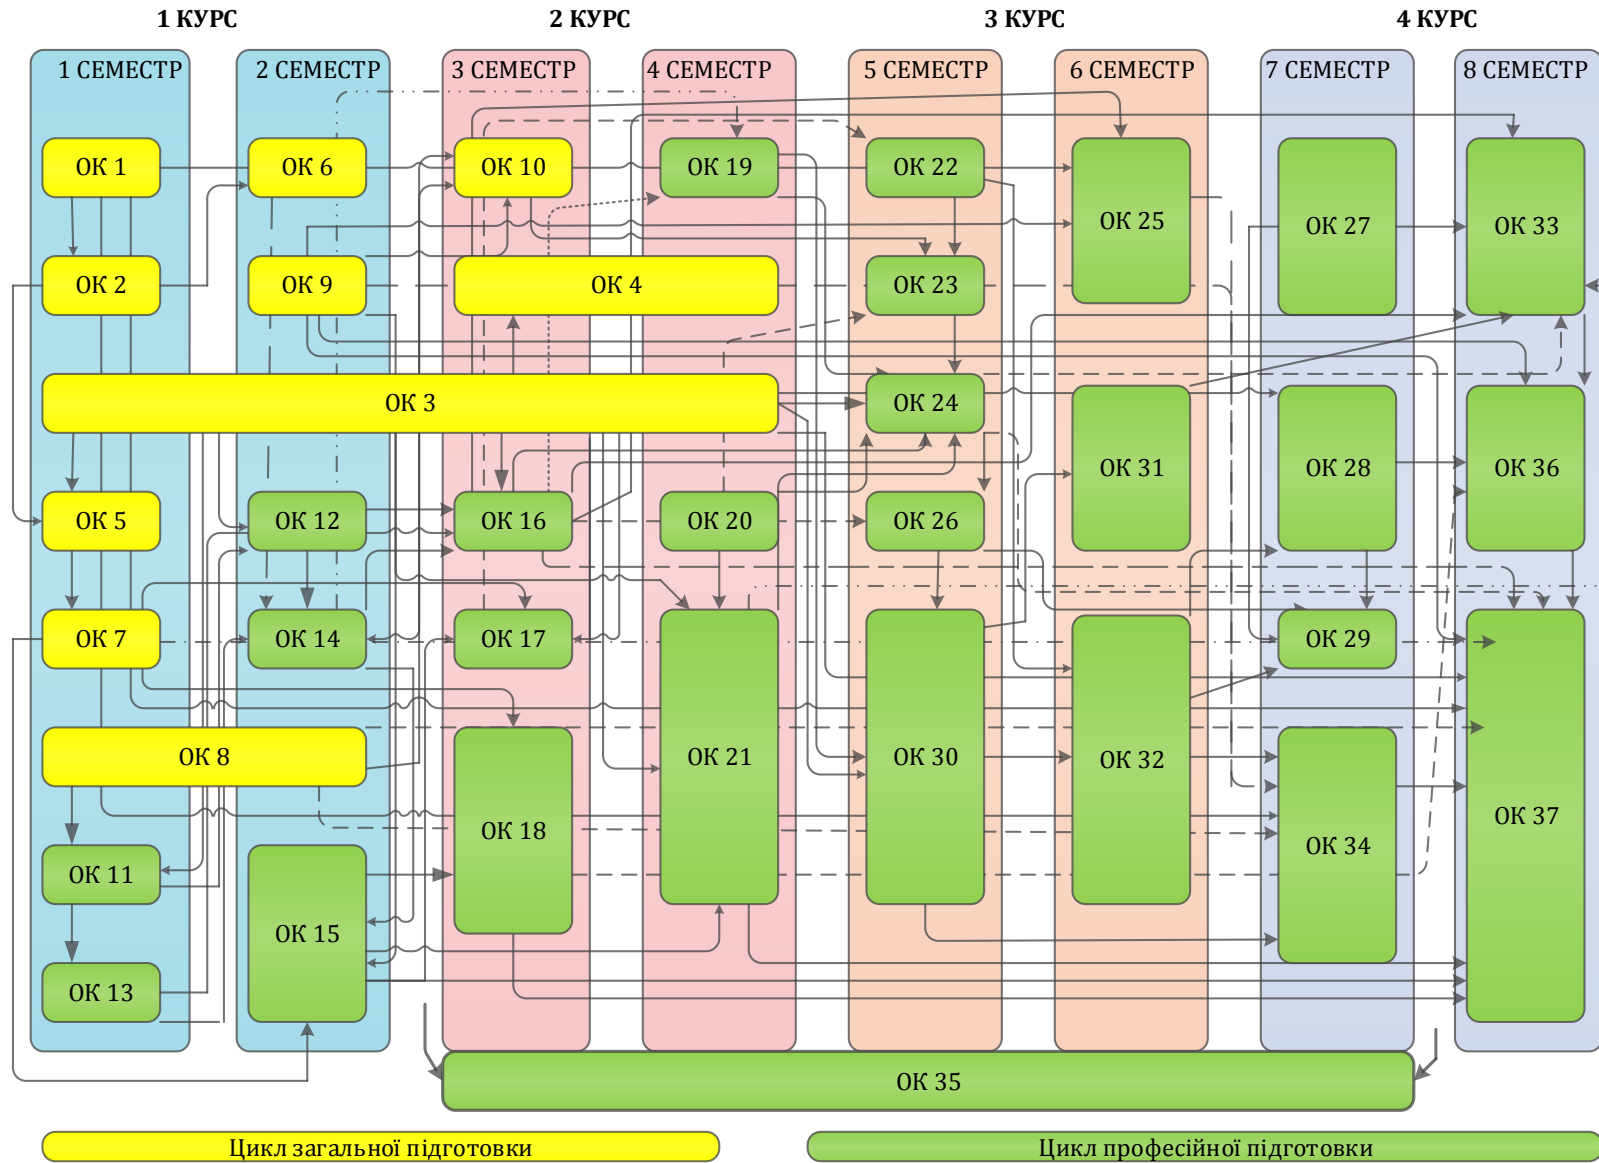 1 КУРС 2 КУРС 3 КУРС 4 КУРС
1 СЕМЕСТР 2 СЕМЕСТР 3 СЕМЕСТР 4 СЕМЕСТР 5 СЕМЕСТР 6 СЕМЕСТР 7 СЕМЕСТР 8 СЕМЕСТР
ОК 1 ОК 6 ОК 10 ОК 19 ОК 22
ОК 25 ОК 27 ОК 33
ОК 2 ОК 9 ОК 4 ОК 23
ОК 3 ОК 24
ОК 31 ОК 28 ОК 36
ОК 5 ОК 12 ОК 16 ОК 20 ОК 26
ОК 7 ОК 14 ОК 17 ОК 29
ОК 8 ОК 21 ОК 30 ОК 32
ОК 37
ОК 18
ОК 34
ОК 11
ОК 15
ОК 13
ОК 35
Цикл загальної підготовки Цикл професійної підготовки